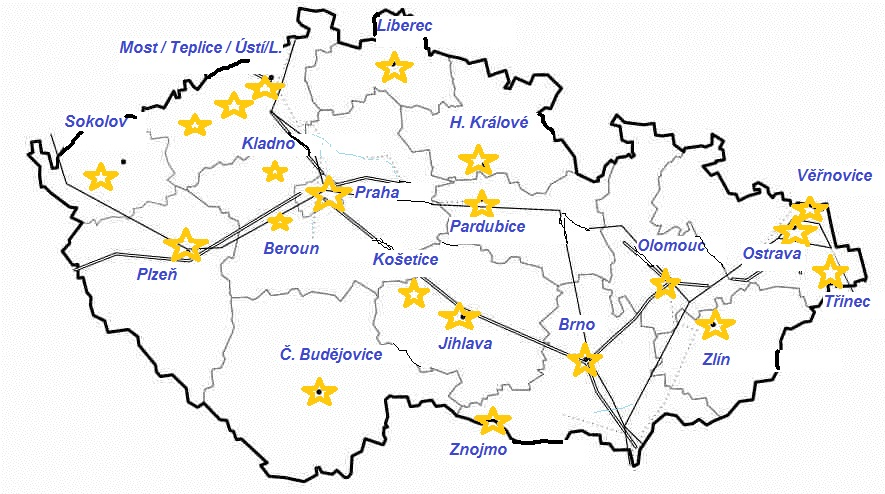 Liberec
Most / Teplice / Ústí/L.
Sokolov
H. Králové
Kladno
Věřnovice
Praha
Pardubice
Beroun
Košetice
Olomouc
Ostrava
Plzeň
Třinec
Brno
Jihlava
Č. Budějovice
Zlín
Znojmo